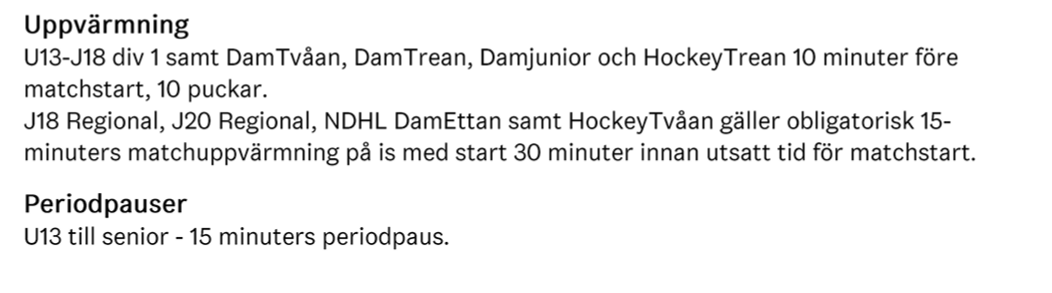 Uppvärmning
U13-J18 div 1 samt DamTvåan, DamTrean, Damjunior och HockeyTrean 10 minuter före
matchstart, 10 puckar.
J18 Regional, J20 Regional, NDHL DamEttan samt HockeyTvåan gäller obligatorisk 15-
minuters matchuppvärmning på is med start 30 minuter innan utsatt tid för matchstart.
Periodpauser
U13 till senior - 15 minuters periodpaus.